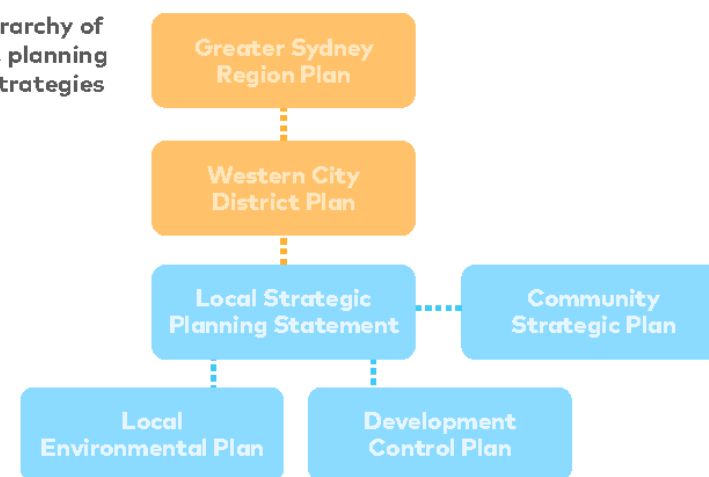 rarchy of
planning
trategies
Greater Sydney
Region Plan
Western City
District Plan
Local Strategic
Planning Statement
Community
Strategic Plan
Local
Environmental Plan
Development
Control Plan